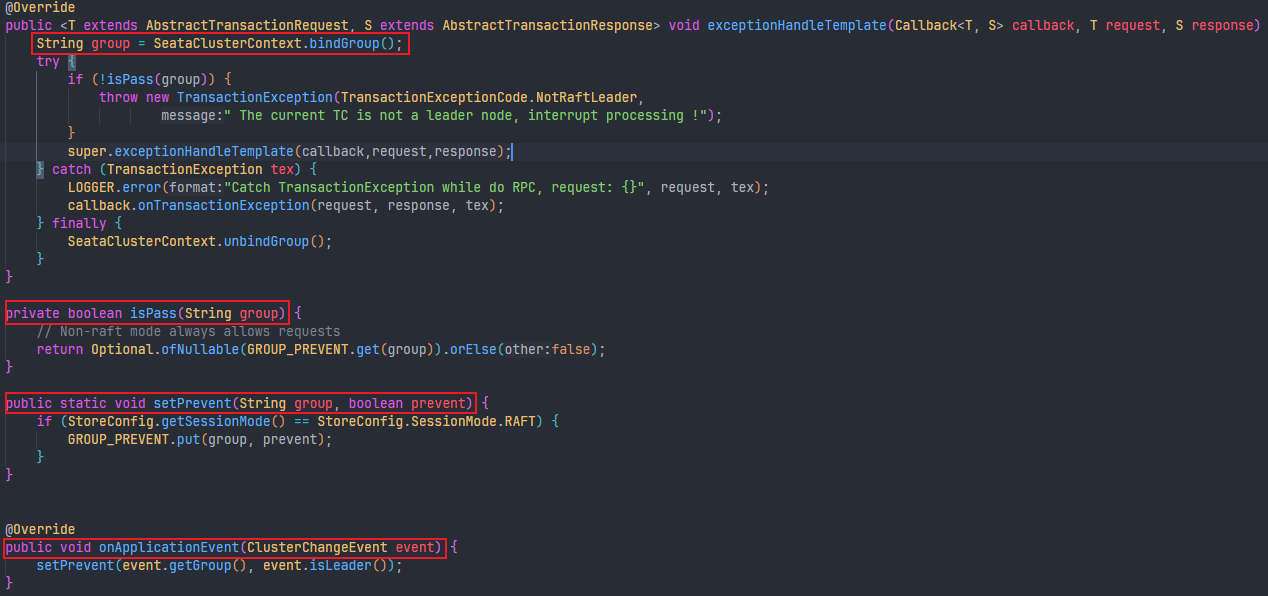 @Override
public <T extends AbstractTransactionRequest, S extends AbstractTransactionResponse> void exceptionHandleTemplate(Callback<T, S> callback, T request, S response)
    String group = SeataClusterContext.bindGroup();
    try {
        if (!isPass(group)) {
            throw new TransactionException(TransactionExceptionCode.NotRaftLeader,
                    message:" The current TC is not a leader node, interrupt processing !");
        }
        super.exceptionHandleTemplate(callback,request,response);
    } catch (TransactionException tex) {
        LOGGER.error(format:"Catch TransactionException while do RPC, request: {}", request, tex);
        callback.onTransactionException(request, response, tex);
    } finally {
        SeataClusterContext.unbindGroup();
    }
}
private boolean isPass(String group) {
    // Non-raft mode always allows requests
    return Optional.ofNullable(GROUP_PREVENT.get(group)).orElse(other:false);
}
public static void setPrevent(String group, boolean prevent) {
    if (StoreConfig.getSessionMode() == StoreConfig.SessionMode.RAFT) {
        GROUP_PREVENT.put(group, prevent);
    }
}
@Override
public void onApplicationEvent(ClusterChangeEvent event) {
    setPrevent(event.getGroup(), event.isLeader());
}